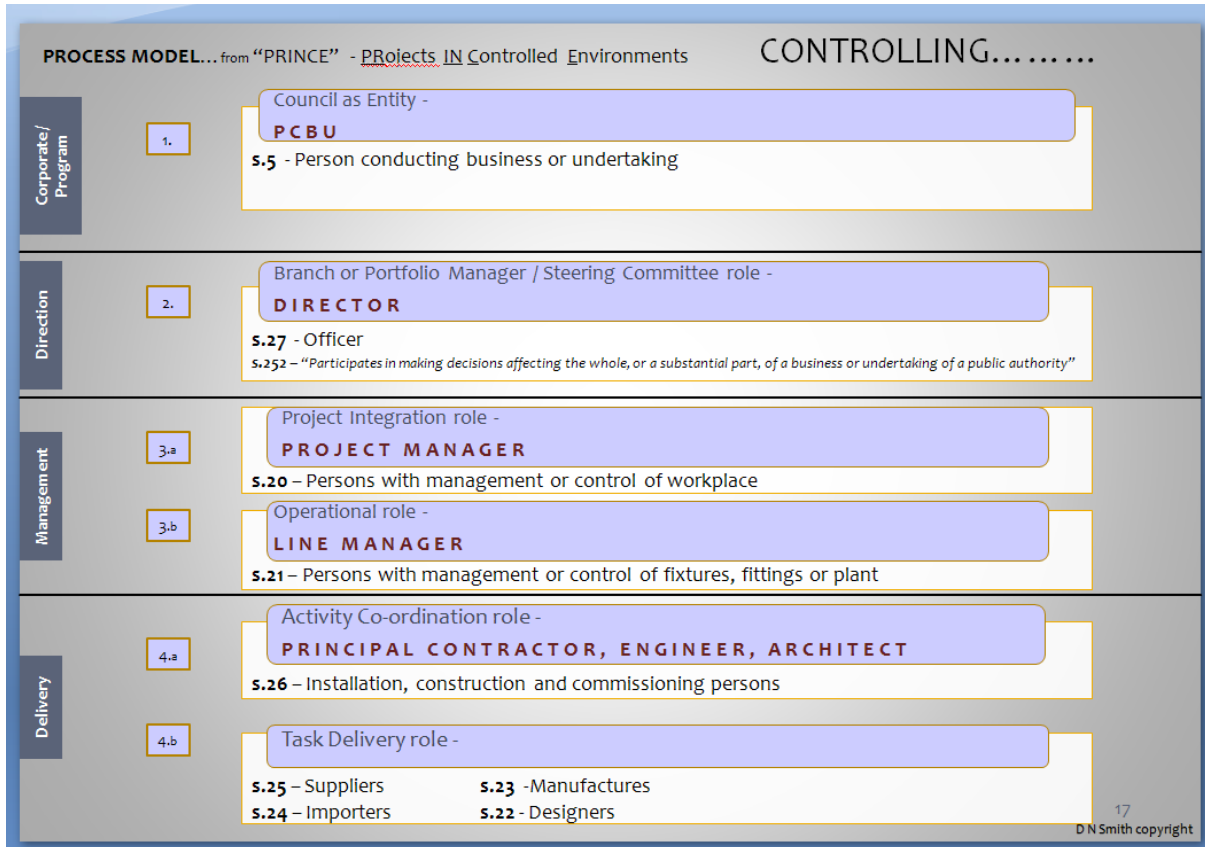 PROCESS MODEL... from "PRINCE" - PRojects IN Controlled Environments
CONTROLLING.........
Corporate/
Program
1.
Council as Entity -
PCBU
s.5 - Person conducting business or undertaking
Direction
2.
Branch or Portfolio Manager / Steering Committee role -
DIRECTOR
s.27 - Officer
s.252 – "Participates in making decisions affecting the whole, or a substantial part, of a business or undertaking of a public authority"
Management
3.a
Project Integration role -
PROJECT MANAGER
s.20 – Persons with management or control of workplace
3.b
Operational role -
LINE MANAGER
s.21 – Persons with management or control of fixtures, fittings or plant
Delivery
4.a
Activity Co-ordination role -
PRINCIPAL CONTRACTOR, ENGINEER, ARCHITECT
s.26 – Installation, construction and commissioning persons
4.b
Task Delivery role -
s.25 – Suppliers s.23 -Manufactures
s.24 – Importers s.22 - Designers
17
D N Smith copyright